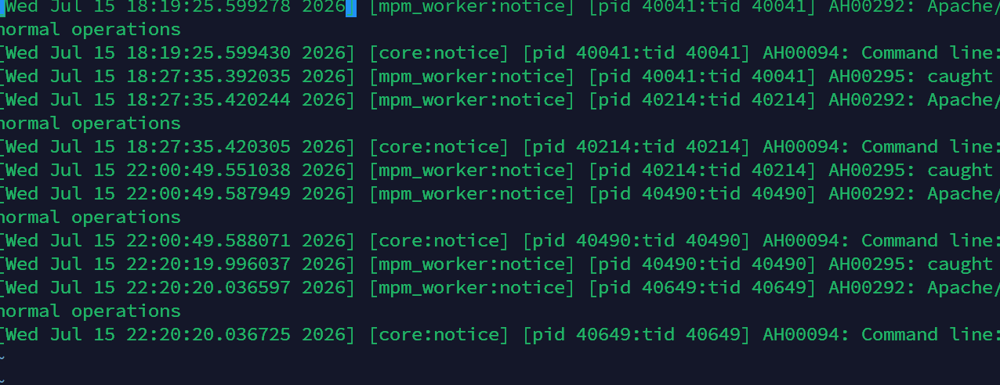 [Wed Jul 15 18:19:25.599278 2026] [mpm_worker:notice] [pid 40041:tid 40041] AH00292: Apache/
normal operations
[Wed Jul 15 18:19:25.599430 2026] [core:notice] [pid 40041:tid 40041] AH00094: Command line:
[Wed Jul 15 18:27:35.392035 2026] [mpm_worker:notice] [pid 40041:tid 40041] AH00295: caught
[Wed Jul 15 18:27:35.420244 2026] [mpm_worker:notice] [pid 40214:tid 40214] AH00292: Apache/
normal operations
[Wed Jul 15 18:27:35.420305 2026] [core:notice] [pid 40214:tid 40214] AH00094: Command line:
[Wed Jul 15 22:00:49.551038 2026] [mpm_worker:notice] [pid 40214:tid 40214] AH00295: caught
[Wed Jul 15 22:00:49.587949 2026] [mpm_worker:notice] [pid 40490:tid 40490] AH00292: Apache/
normal operations
[Wed Jul 15 22:00:49.588071 2026] [core:notice] [pid 40490:tid 40490] AH00094: Command line:
[Wed Jul 15 22:20:19.996037 2026] [mpm_worker:notice] [pid 40490:tid 40490] AH00295: caught
[Wed Jul 15 22:20:20.036597 2026] [mpm_worker:notice] [pid 40649:tid 40649] AH00292: Apache/
normal operations
[Wed Jul 15 22:20:20.036725 2026] [core:notice] [pid 40649:tid 40649] AH00094: Command line:
~
~